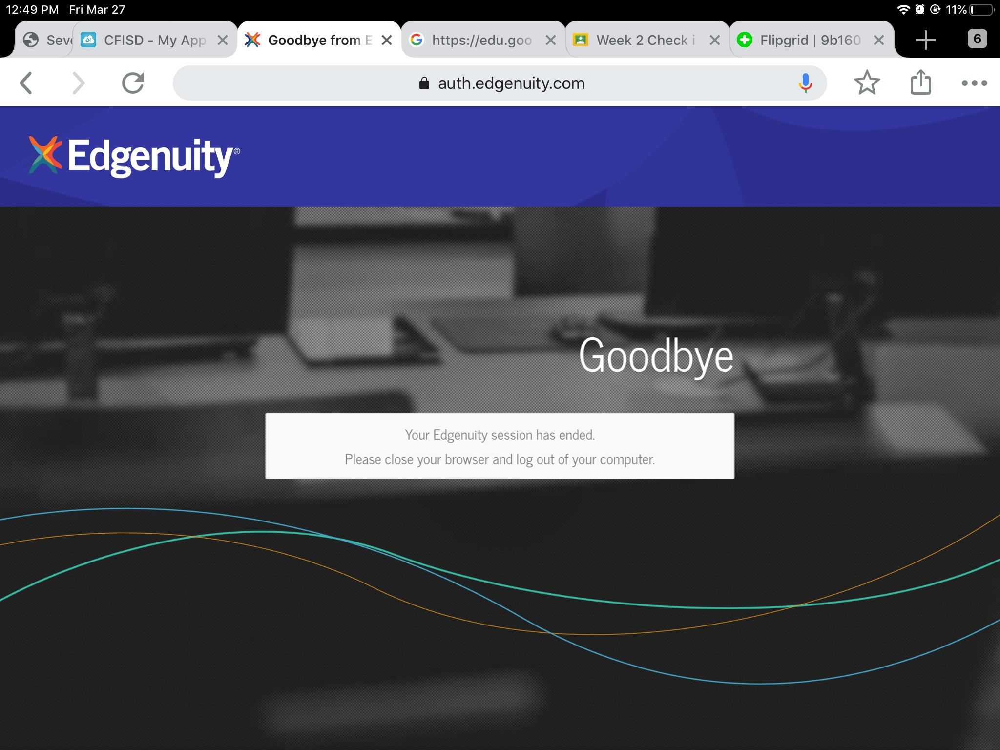 12:49 PM Fri Mar 27 11%
Seve CFISD - My App Goodbye from E https://edu.goo Week 2 Check i Flipgrid | 9b160 6
auth.edgenuity.com
Edgenuity®
Goodbye
Your Edgenuity session has ended.
Please close your browser and log out of your computer.